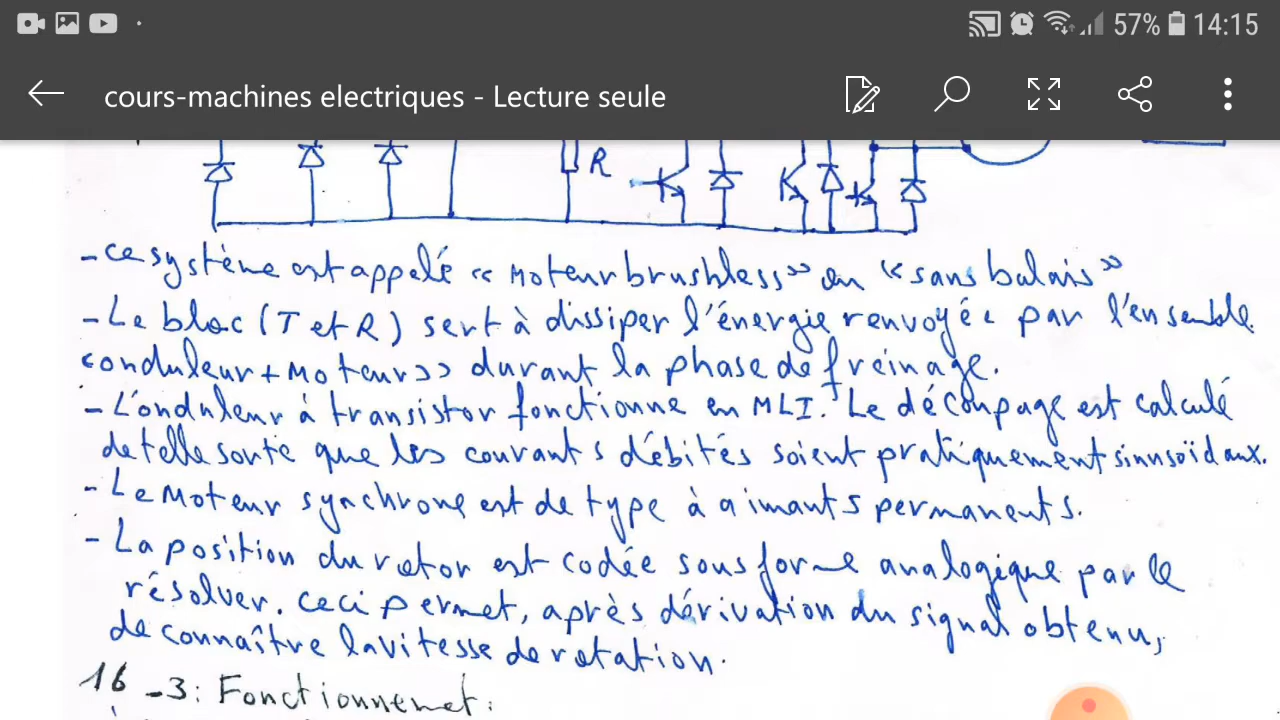 57% 14:15
cours-machines electriques - Lecture seule
R
- ce système est appelé « Moteur brushless » ou « sans balais »
- Le bloc (T et R) sert à dissiper l'énergie renvoyée par l'ensemble
<onduleur + Moteur>> durant la phase de freinage.
- L'onduleur à transistor fonctionne en MLI. Le découpage est calculé
de telle sorte que les courants débités soient pratiquement sinusoïdaux.
- Le Moteur synchrone est de type à aimants permanents.
- La position du rotor est codée sous forme analogique par le
résolver. ceci permet, après dérivation du signal obtenu,
de connaître la vitesse de rotation.
16 -3: Fonctionnemet: